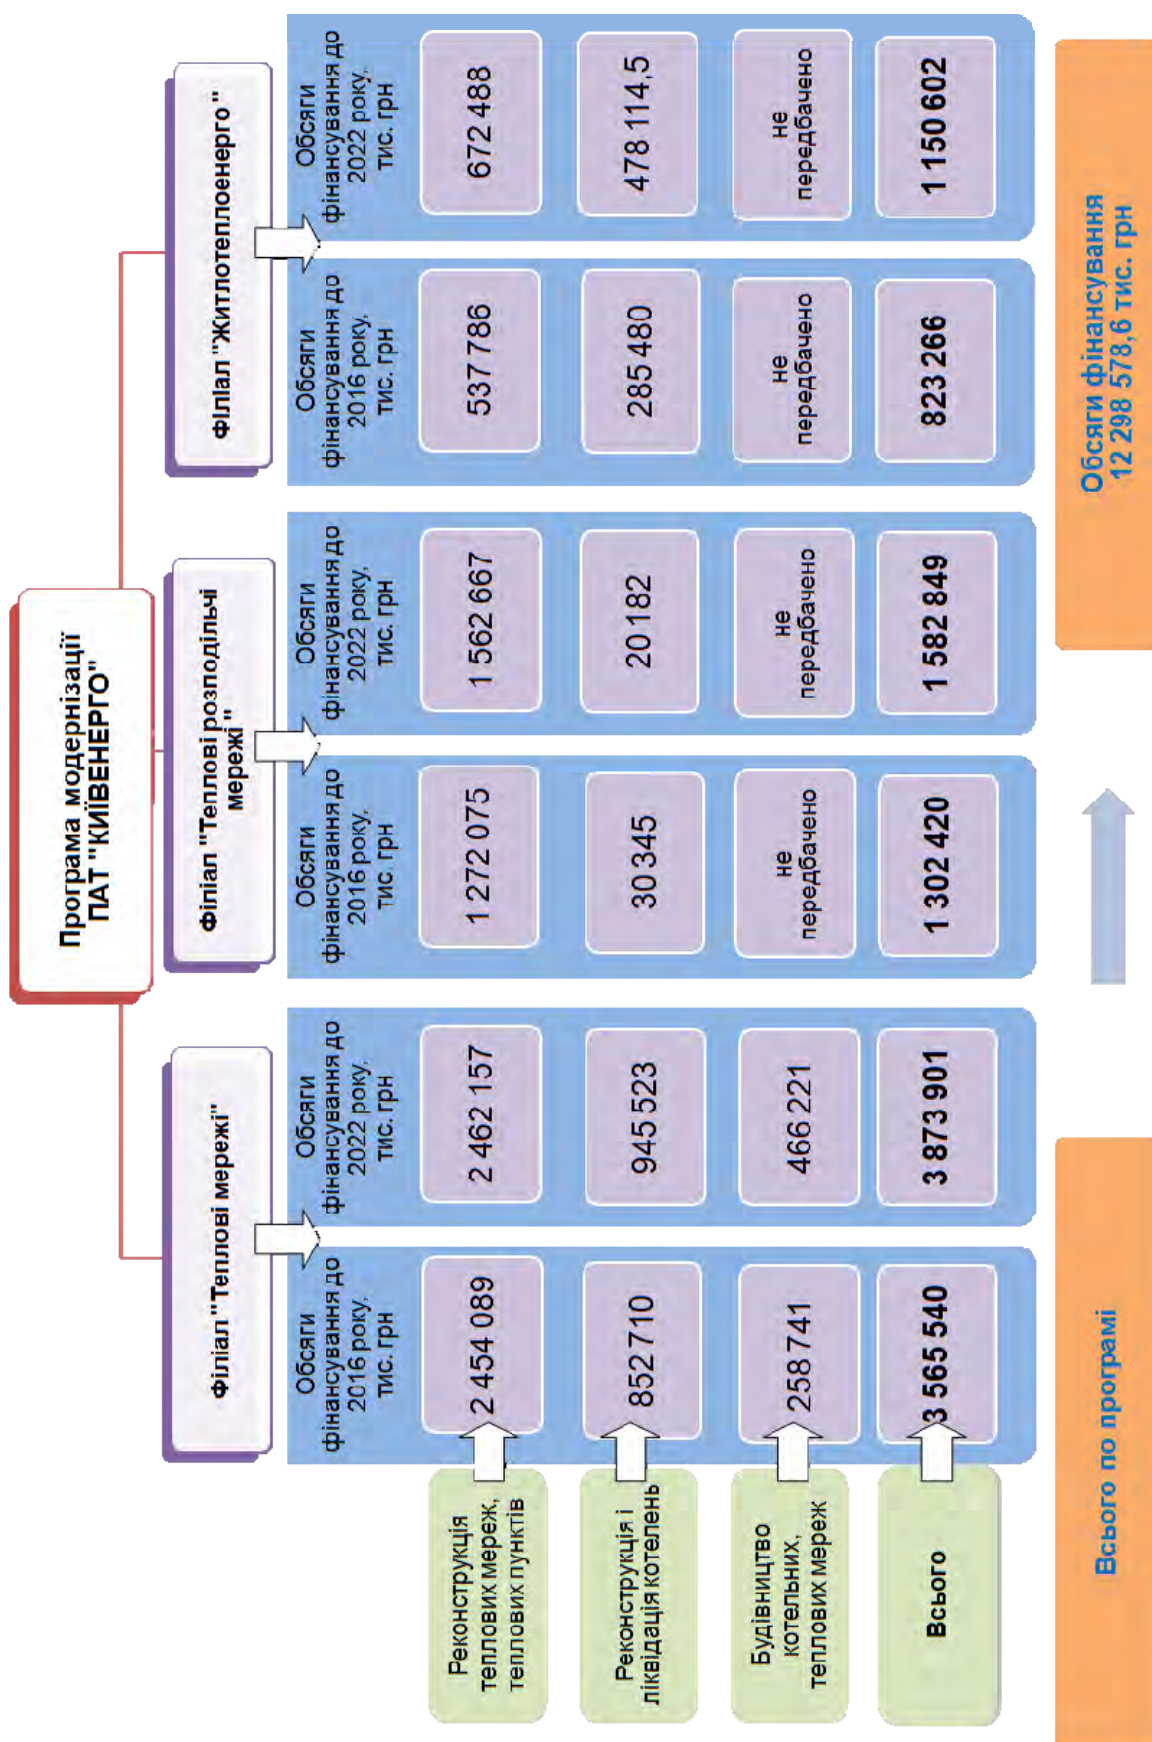 Програма модернізації
ПАТ "КИЇВЕНЕРГО"
Філіал "Теплові мережі"
Філіал "Теплові розподільчі
мережі"
Філіал "Житлотеплоенерго"
Обсяги
фінансування до
2016 року,
тис. грн
Обсяги
фінансування до
2022 року,
тис. грн
Обсяги
фінансування до
2016 року,
тис. грн
Обсяги
фінансування до
2022 року,
тис. грн
Обсяги
фінансування до
2016 року,
тис. грн
Обсяги
фінансування до
2022 року,
тис. грн
Реконструкція
теплових мереж,
теплових пунктів
2 454 089
2 462 157
1 272 075
1 562 667
537 786
672 488
Реконструкція і
ліквідація котелень
852 710
945 523
30 345
20 182
285 480
478 114,5
Будівництво
котельних,
теплових мереж
258 741
466 221
не
передбачено
не
передбачено
не
передбачено
не
передбачено
Всього
3 565 540
3 873 901
1 302 420
1 582 849
823 266
1 150 602
Всього по програмі
Обсяги фінансування
12 298 578,6 тис. грн